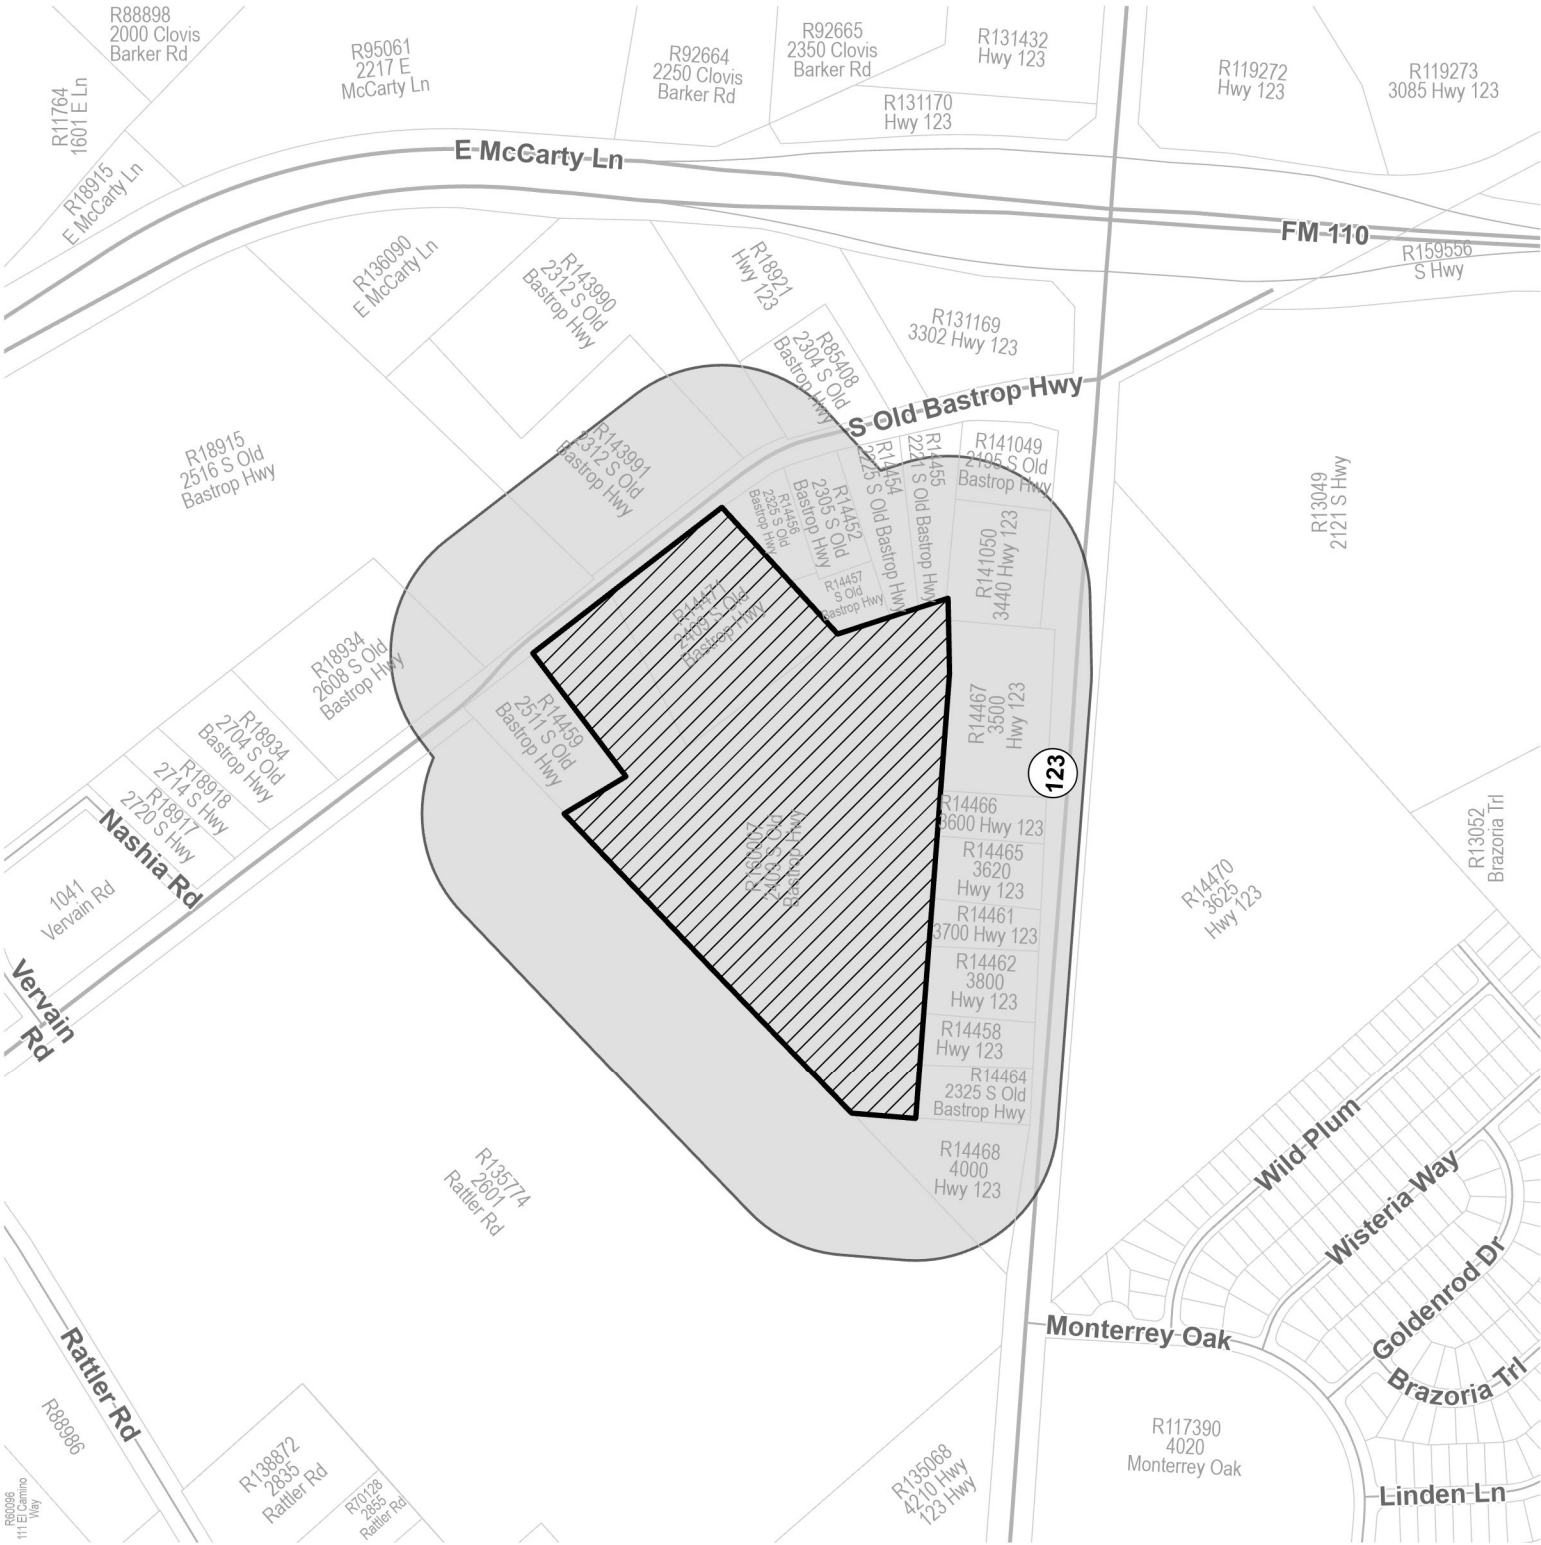 R88898
2000 Clovis
Barker Rd
R95061
2217 E
McCarty Ln
R92664
2250 Clovis
Barker Rd
R92665
2350 Clovis
Barker Rd
R131432
Hwy 123
R131170
Hwy 123
R119272
Hwy 123
R119273
3085 Hwy 123
R11764
1601 E Ln
R18915
E McCarty Ln
E McCarty Ln
FM 110
R159556
S Hwy
R136090
E McCarty Ln
R143990
2312 S Old
Bastrop Hwy
R18921
Hwy 123
R131169
3302 Hwy 123
R85408
2304 S Old
Bastrop Hwy
S Old Bastrop Hwy
R18915
2516 S Old
Bastrop Hwy
R143991
2312 S Old
Bastrop Hwy
R14456
2325 S Old
Bastrop Hwy
R14452
2305 S Old
Bastrop Hwy
R14454
2225 S Old Bastrop Hwy
R14455
2221 S Old Bastrop Hwy
R141049
2195 S Old
Bastrop Hwy
R141050
3440 Hwy 123
R13049
2121 S Hwy
R14457
S Old
Bastrop Hwy
R14471
2409 S Old
Bastrop Hwy
R18934
2608 S Old
Bastrop Hwy
R14459
2511 S Old
Bastrop Hwy
R14467
3500
Hwy 123
R18934
2704 S Old
Bastrop Hwy
R18918
2714 S Hwy
R18917
2720 S Hwy
Nashia Rd
123
R14466
3600 Hwy 123
R160007
2403 S Old
Bastrop Hwy
R14465
3620
Hwy 123
R14461
3700 Hwy 123
R14462
3800
Hwy 123
R14458
Hwy 123
R14464
2325 S Old
Bastrop Hwy
R14468
4000
Hwy 123
R14470
3625
Hwy 123
R13052
Brazoria Trl
1041
Vervain Rd
Vervain
Rd
R135774
2601
Rattler Rd
Wild Plum
Wisteria Way
Goldenrod Dr
Brazoria Trl
Monterrey Oak
Rattler Rd
R88986
R138872
2835
Rattler Rd
R70128
2855
Rattler Rd
R60096
111 El Camino
Way
R135068
4210 Hwy
123 Hwy
R117390
4020
Monterrey Oak
Linden Ln